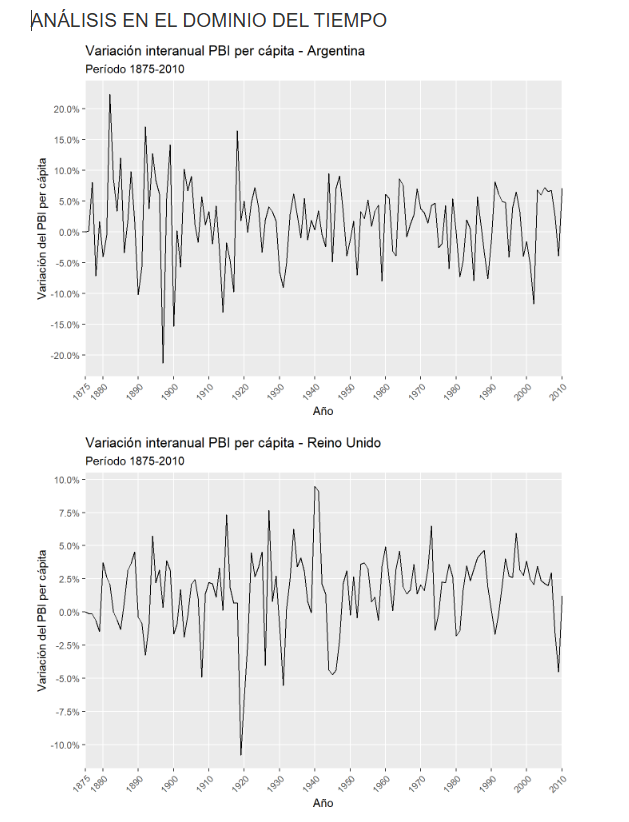 ANÁLISIS EN EL DOMINIO DEL TIEMPO
Variación interanual PBI per cápita - Argentina
Período 1875-2010
Variación del PBI per cápita
20.0%
15.0%
10.0%
5.0%
0.0%
-5.0%
-10.0%
-15.0%
-20.0%
1875 1880 1890 1900 1910 1920 1930 1940 1950 1960 1970 1980 1990 2000 2010
Año
Variación interanual PBI per cápita - Reino Unido
Período 1875-2010
Variación del PBI per cápita
10.0%
7.5%
5.0%
2.5%
0.0%
-2.5%
-5.0%
-7.5%
-10.0%
1875 1880 1890 1900 1910 1920 1930 1940 1950 1960 1970 1980 1990 2000 2010
Año